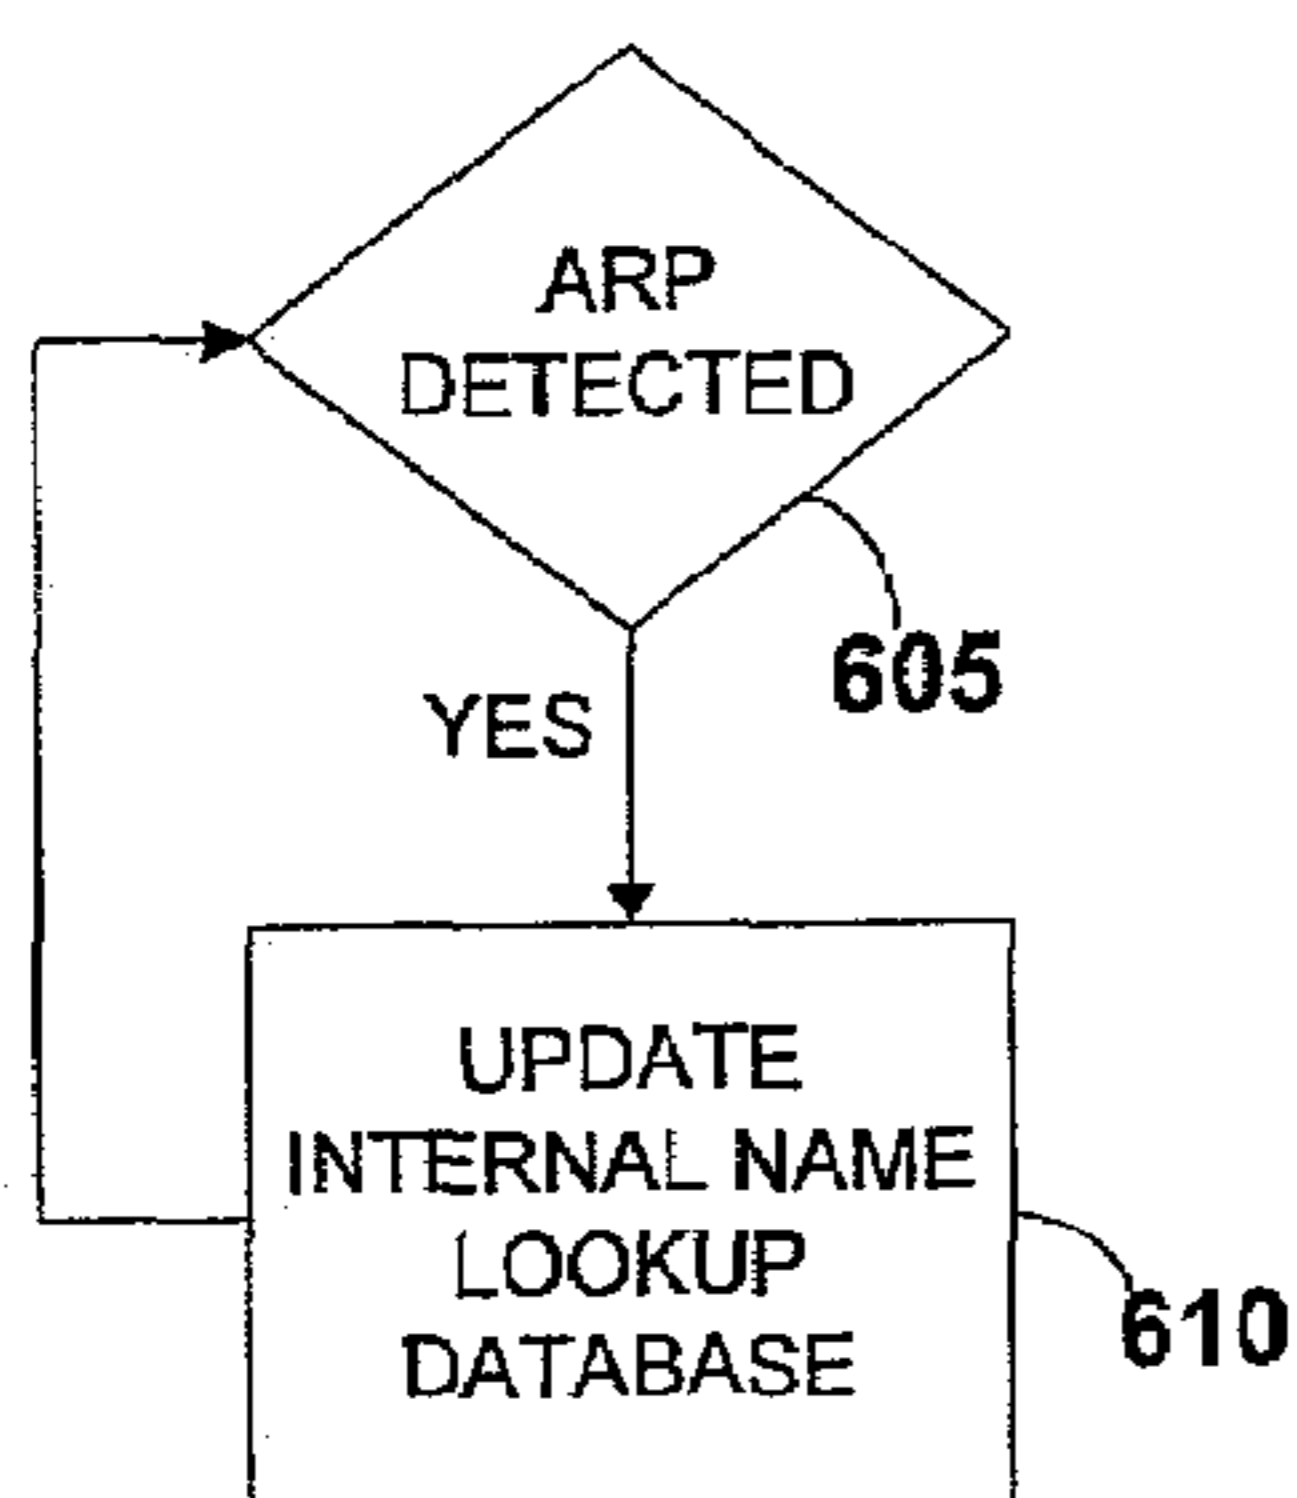 ARP
DETECTED
605
YES
UPDATE
INTERNAL NAME
LOOKUP
DATABASE
610